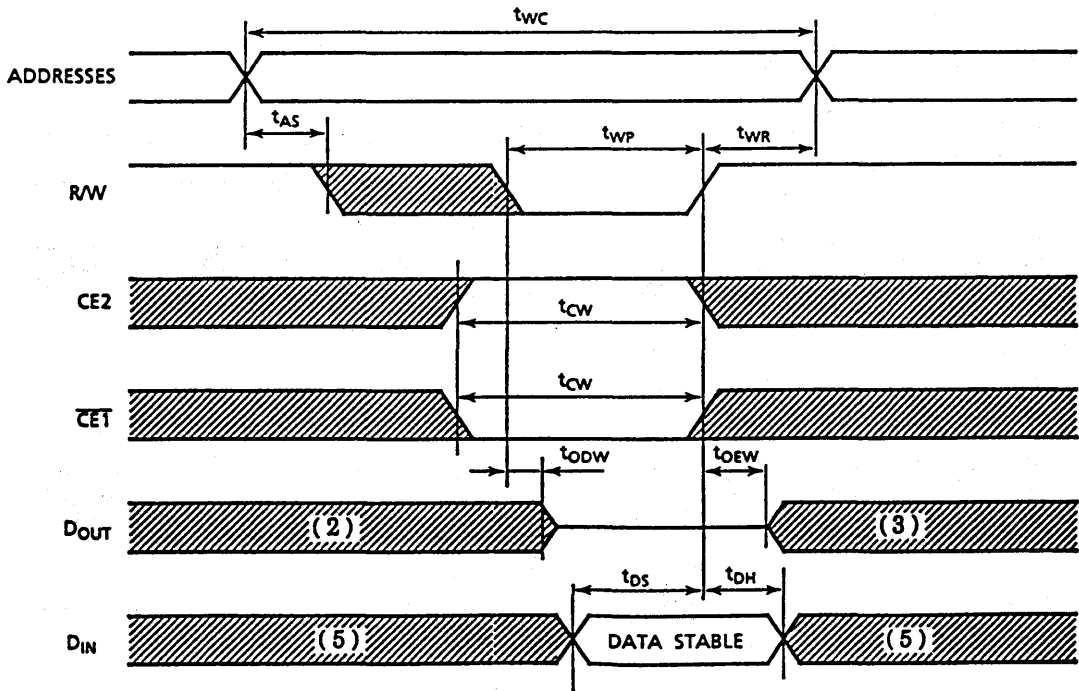 tWC
ADDRESSES
tAS
tWP
tWR
R/W
CE2
tCW
tCW
CE1
tODW
tOEW
DOUT
(2)
(3)
tDS
tDH
DIN
(5)
DATA STABLE
(5)